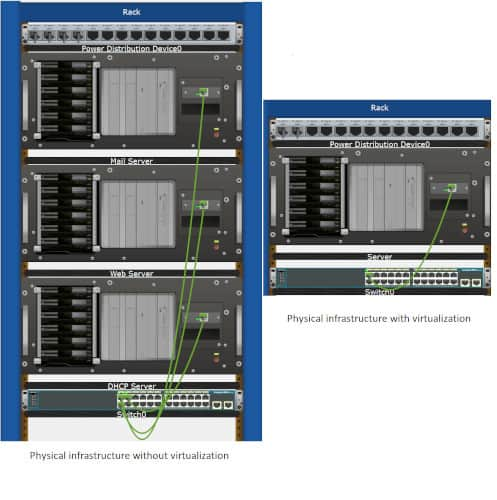 Rack
Power Distribution Device0
Mail Server
Web Server
DHCP Server
Switch0
Physical infrastructure without virtualization
Rack
Power Distribution Device0
Server
Switch0
Physical infrastructure with virtualization